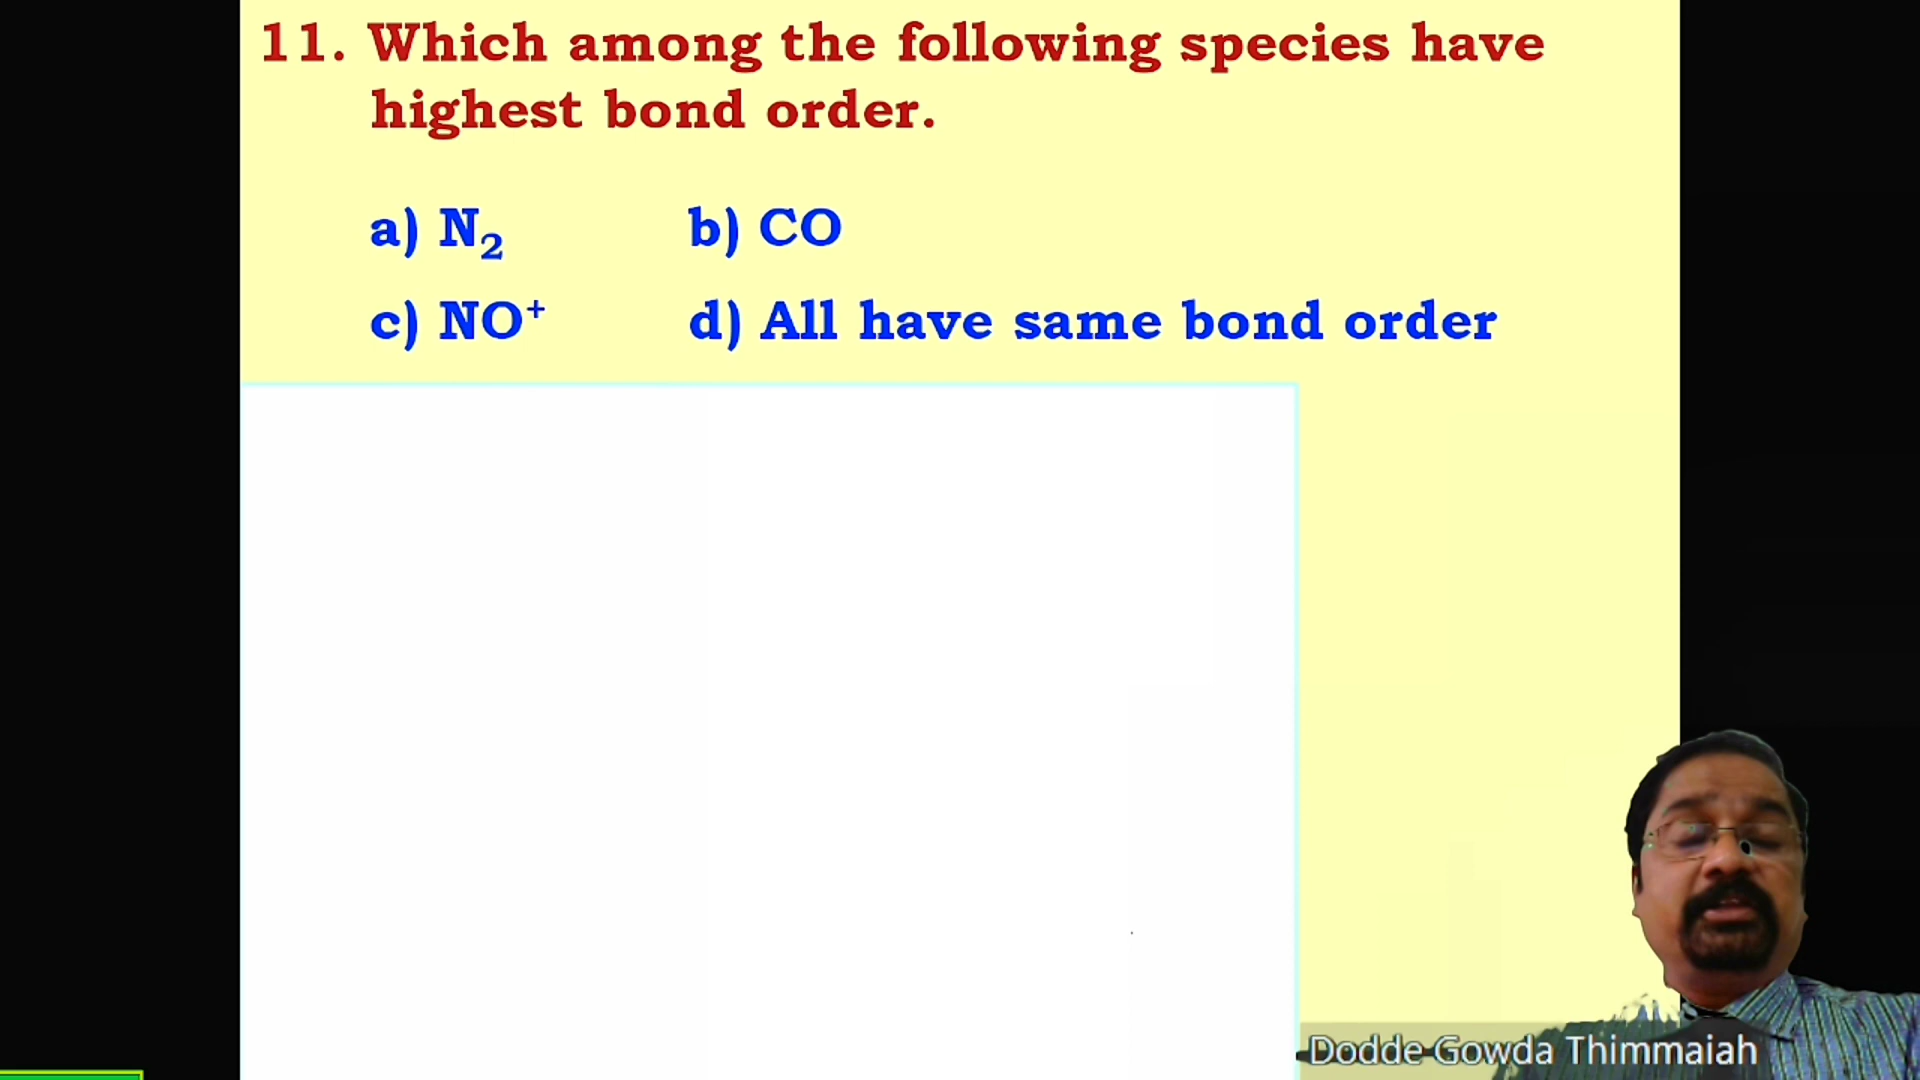 11. Which among the following species have
highest bond order.
a) N₂ b) CO
c) NO⁺ d) All have same bond order
Dodde Gowda Thimmaiah